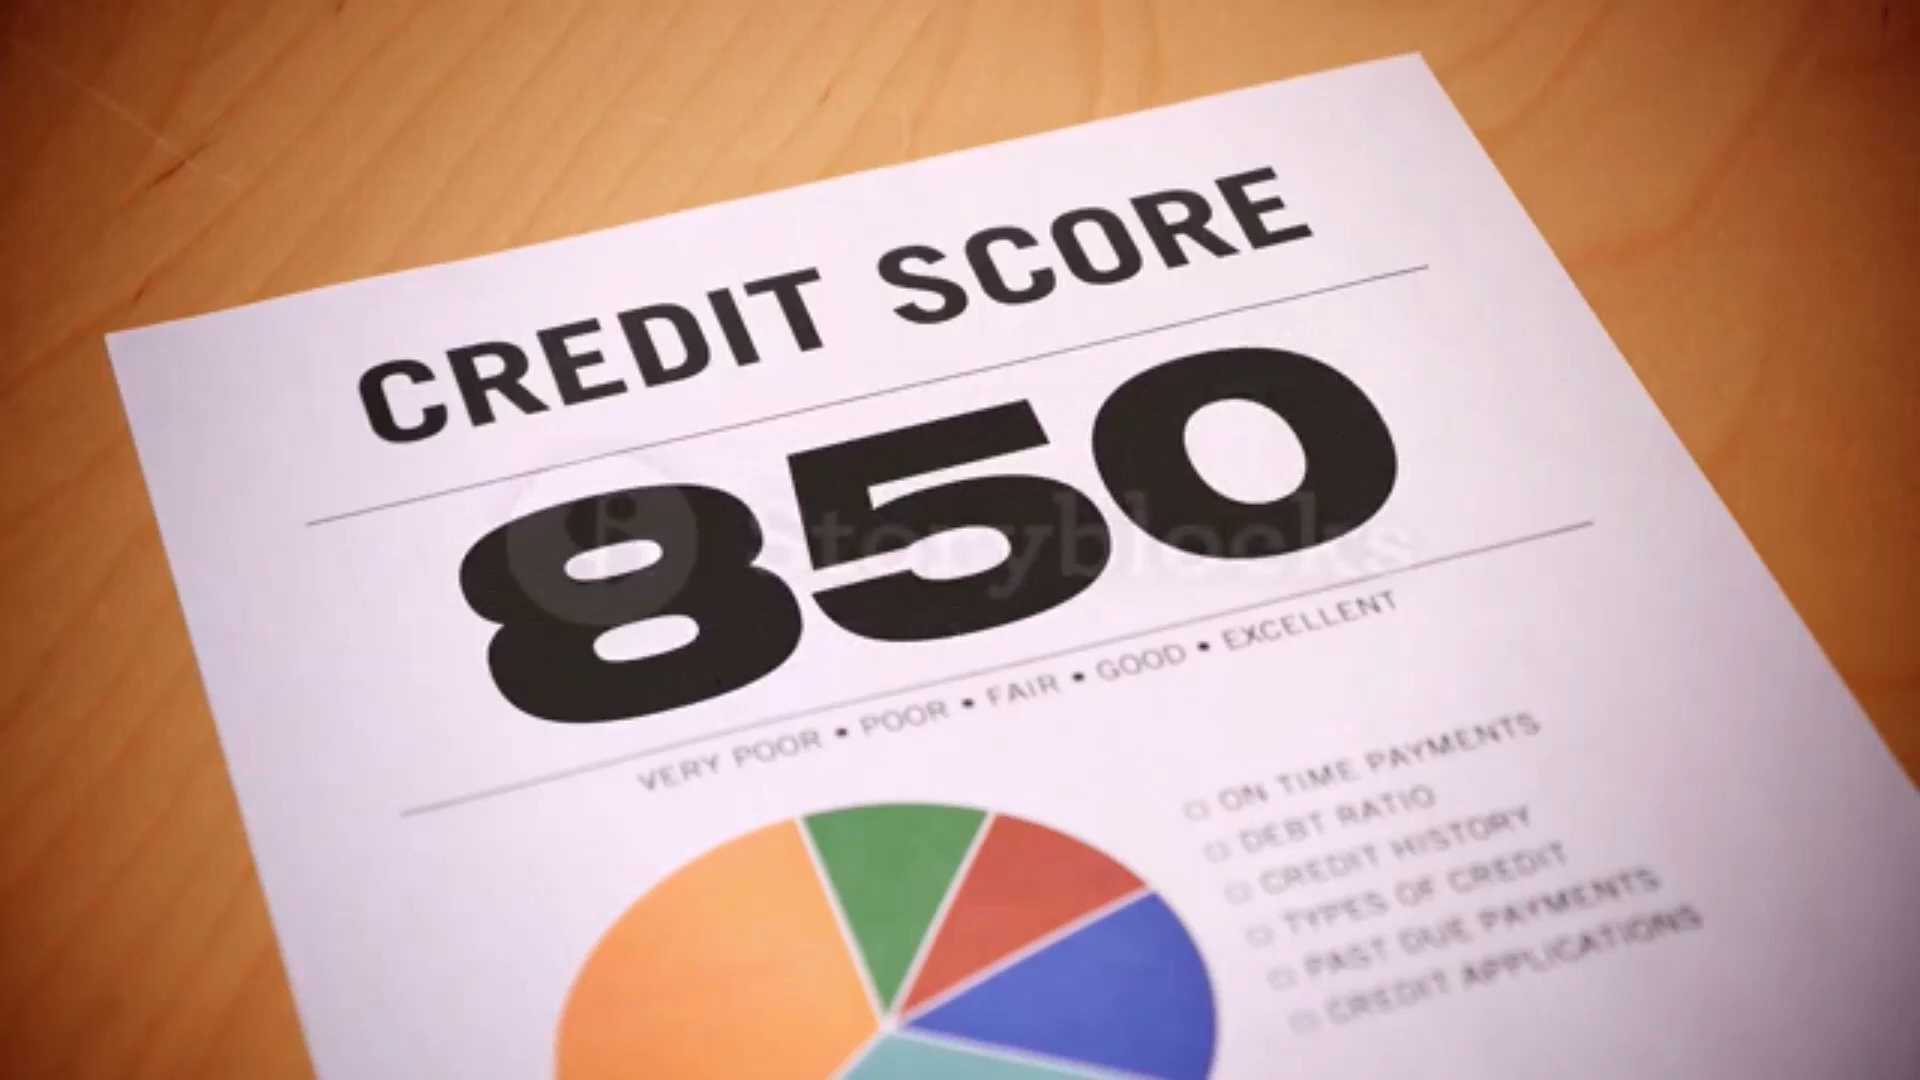 CREDIT SCORE
850
Storyblocks
VERY POOR • POOR • FAIR • GOOD • EXCELLENT
ON TIME PAYMENTS
DEBT RATIO
CREDIT HISTORY
TYPES OF CREDIT
PAST DUE PAYMENTS
CREDIT APPLICATIONS